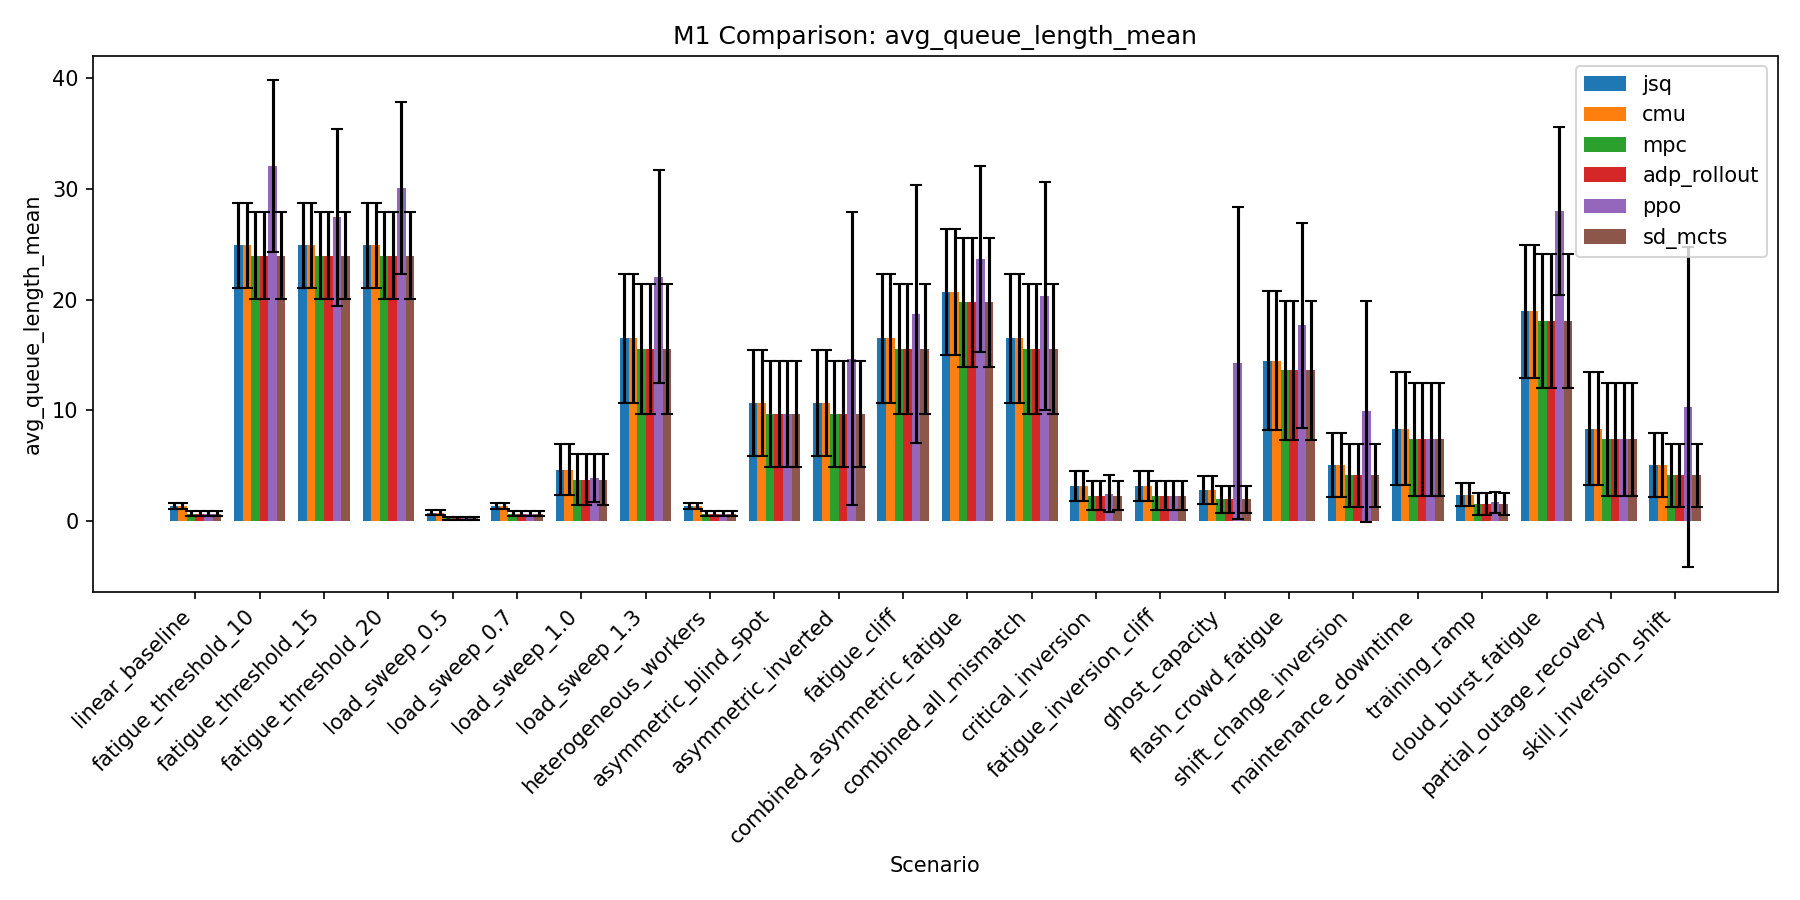 M1 Comparison: avg_queue_length_mean
avg_queue_length_mean
40
30
20
10
0
jsq
cmu
mpc
adp_rollout
ppo
sd_mcts
linear_baseline
fatigue_threshold_10
fatigue_threshold_15
fatigue_threshold_20
load_sweep_0.5
load_sweep_0.7
load_sweep_1.0
load_sweep_1.3
heterogeneous_workers
asymmetric_blind_spot
asymmetric_inverted
fatigue_cliff
combined_asymmetric_fatigue
combined_all_mismatch
critical_inversion
fatigue_inversion_cliff
ghost_capacity
flash_crowd_fatigue
shift_change_inversion
maintenance_downtime
training_ramp
cloud_burst_fatigue
partial_outage_recovery
skill_inversion_shift
Scenario